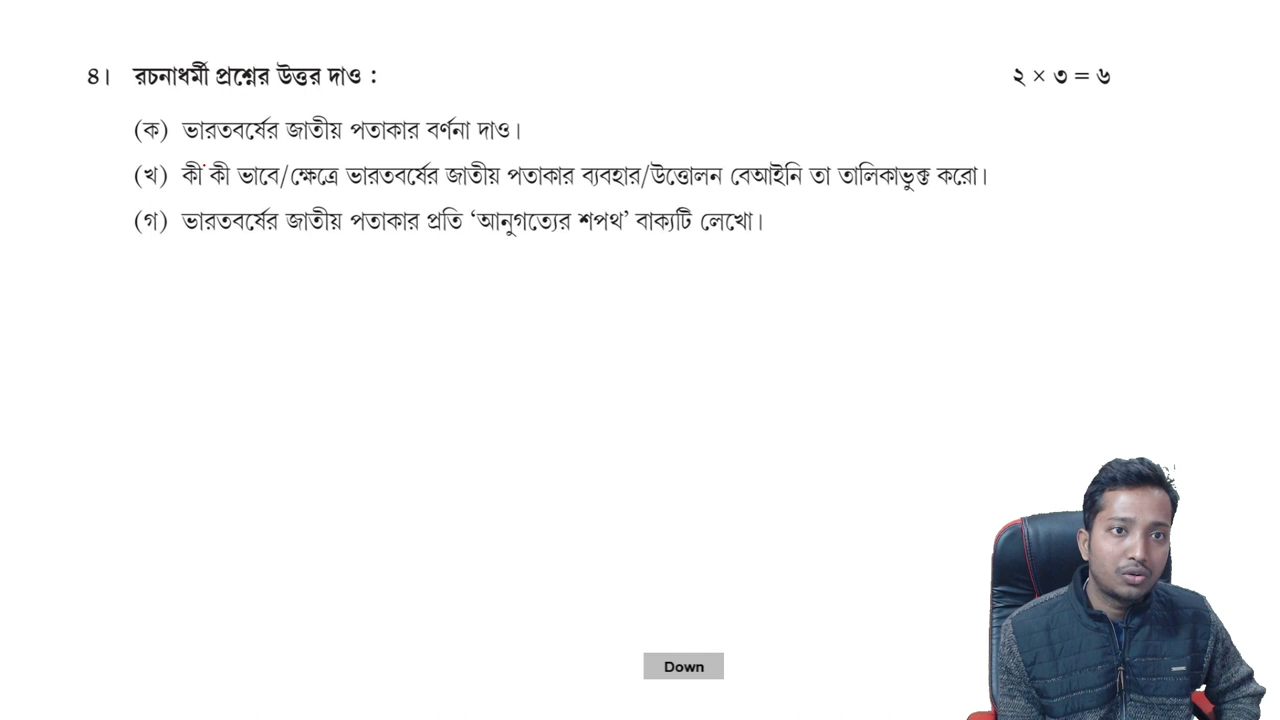 ৪। রচনাধর্মী প্রশ্নের উত্তর দাও : ২ × ৩ = ৬
(ক) ভারতবর্ষের জাতীয় পতাকার বর্ণনা দাও।
(খ) কী কী ভাবে/ক্ষেত্রে ভারতবর্ষের জাতীয় পতাকার ব্যবহার/উত্তোলন বেআইনি তা তালিকাভুক্ত করো।
(গ) ভারতবর্ষের জাতীয় পতাকার প্রতি ‘আনুগত্যের শপথ’ বাক্যটি লেখো।
Down